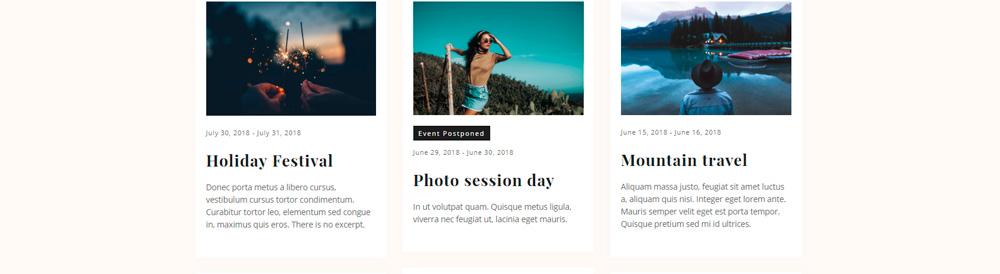 July 30, 2018 - July 31, 2018
Holiday Festival
Donec porta metus a libero cursus,
vestibulum cursus tortor condimentum.
Curabitur tortor leo, elementum sed congue
in, maximus quis eros. There is no excerpt.
Event Postponed
June 29, 2018 - June 30, 2018
Photo session day
In ut volutpat quam. Quisque metus ligula,
viverra nec feugiat ut, lacinia eget mauris.
June 15, 2018 - June 16, 2018
Mountain travel
Aliquam massa justo, feugiat sit amet luctus
a, aliquam quis nisi. Integer eget lorem ante.
Mauris semper velit eget est porta tempor.
Quisque pretium sed mi id ultrices.